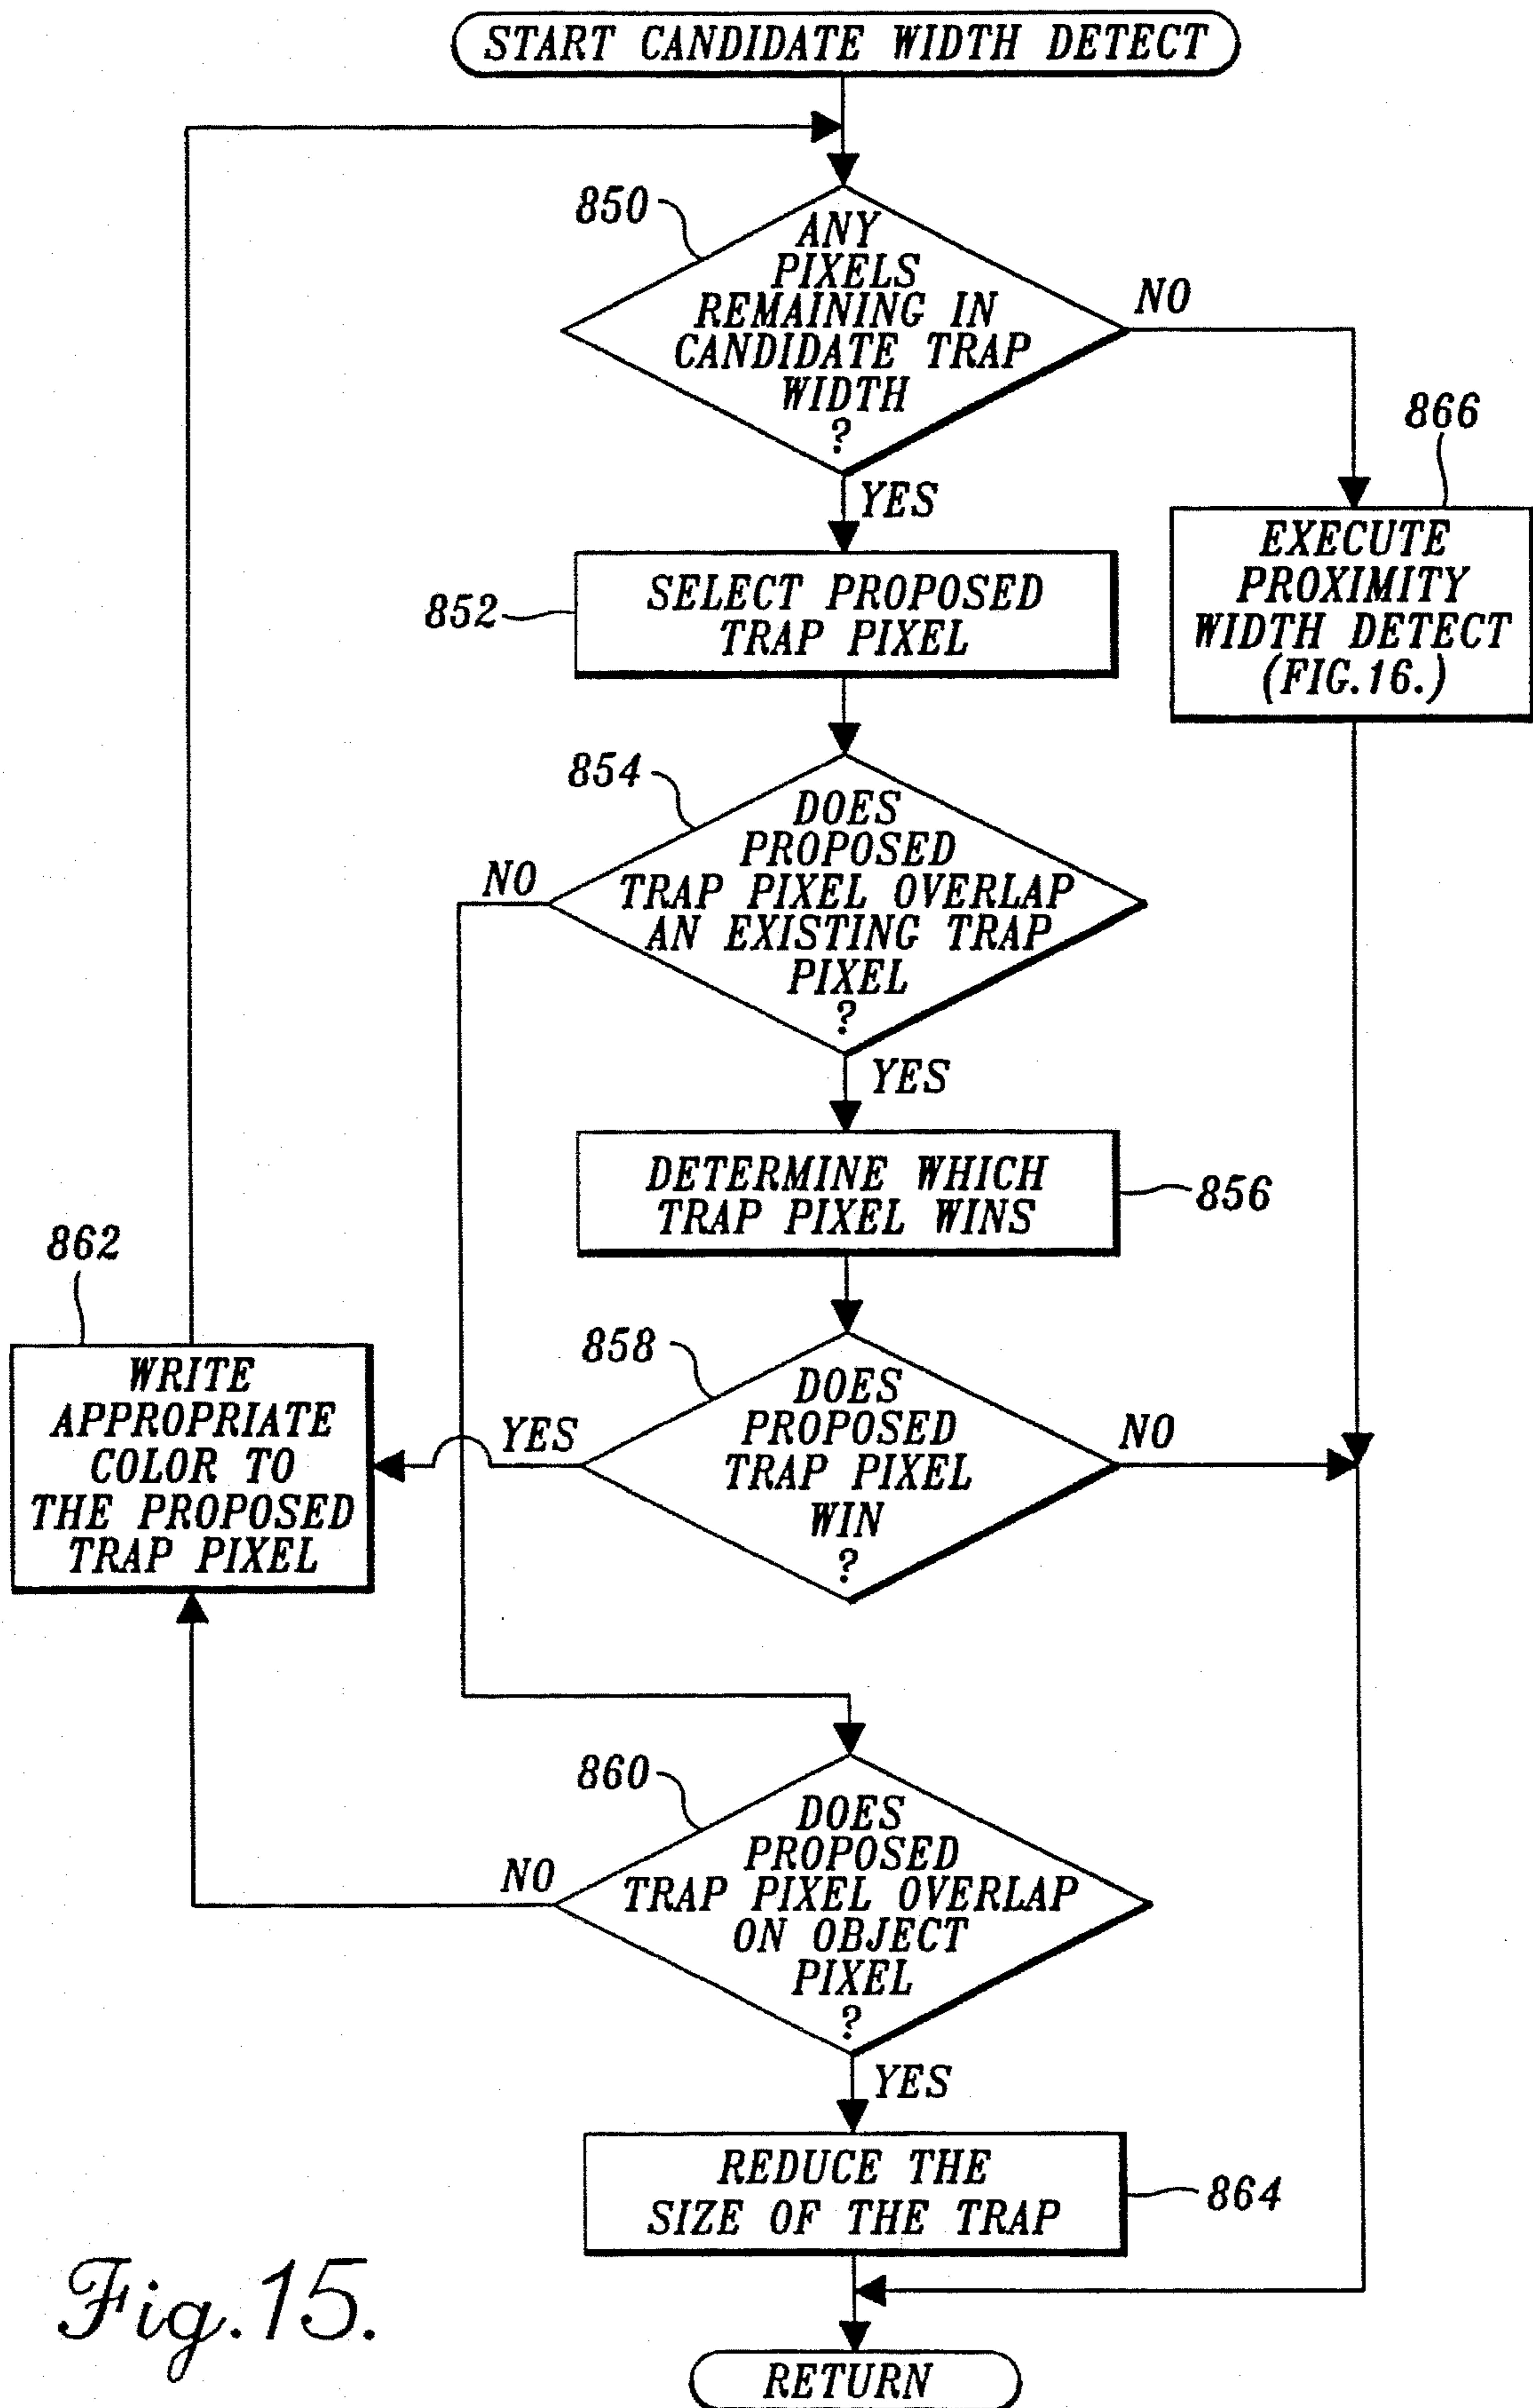 START CANDIDATE WIDTH DETECT
850
ANY
PIXELS
REMAINING IN
CANDIDATE TRAP
WIDTH
?
NO
YES
866
EXECUTE
PROXIMITY
WIDTH DETECT
(FIG.16.)
852
SELECT PROPOSED
TRAP PIXEL
854
DOES
PROPOSED
TRAP PIXEL OVERLAP
AN EXISTING TRAP
PIXEL
?
NO
YES
DETERMINE WHICH
TRAP PIXEL WINS
856
862
WRITE
APPROPRIATE
COLOR TO
THE PROPOSED
TRAP PIXEL
858
DOES
PROPOSED
TRAP PIXEL
WIN
?
YES
NO
860
DOES
PROPOSED
TRAP PIXEL OVERLAP
ON OBJECT
PIXEL
?
NO
YES
REDUCE THE
SIZE OF THE TRAP
864
Fig.15.
RETURN